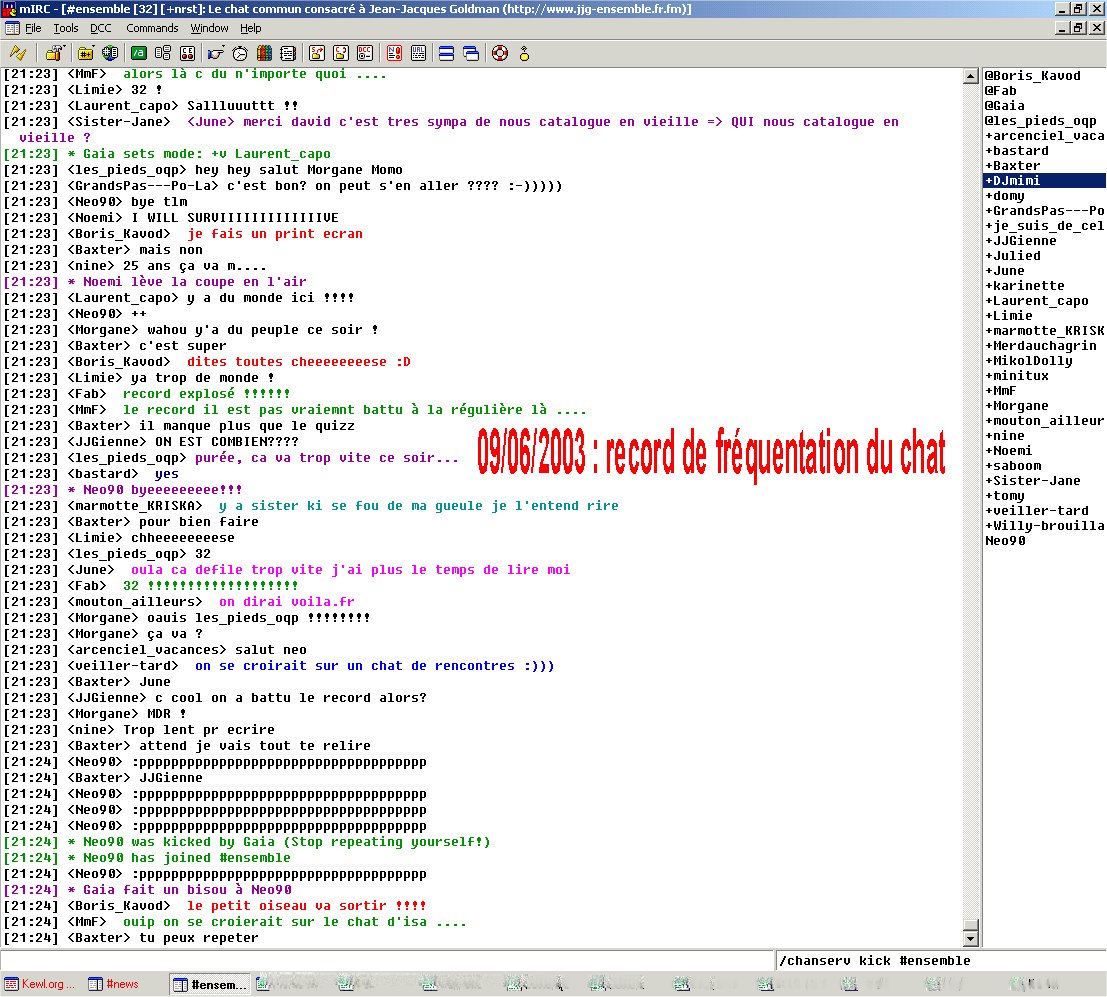 mIRC - [#ensemble [32] [+nrst]: Le chat commun consacré à Jean-Jacques Goldman (http://www.jjg-ensemble.fr.fm)]
File Tools DCC Commands Window Help
[21:23] <MmF> alors là c du n'importe quoi ....
[21:23] <Limie> 32 !
[21:23] <Laurent_capo> Sallluuuttt !!
[21:23] <Sister-Jane> <June> merci david c'est tres sympa de nous catalogue en vieille => QUI nous catalogue en
vieille ?
[21:23] * Gaia sets mode: +v Laurent_capo
[21:23] <les_pieds_oqp> hey hey salut Morgane Momo
[21:23] <GrandsPas---Po-La> c'est bon? on peut s'en aller ???? :-)))))
[21:23] <Neo90> bye tlm
[21:23] <Noemi> I WILL SURVIIIIIIIIIIIIIVE
[21:23] <Boris_Kavod> je fais un print ecran
[21:23] <Baxter> mais non
[21:23] <nine> 25 ans ça va m....
[21:23] * Noemi lève la coupe en l'air
[21:23] <Laurent_capo> y a du monde ici !!!!
[21:23] <Neo90> ++
[21:23] <Morgane> wahou y'a du peuple ce soir !
[21:23] <Baxter> c'est super
[21:23] <Boris_Kavod> dites toutes cheeeeeeeese :D
[21:23] <Limie> ya trop de monde !
[21:23] <Fab> record explosé !!!!!!
[21:23] <MmF> le record il est pas vraiemnt battu à la régulière là ....
[21:23] <Baxter> il manque plus que le quizz
[21:23] <JJGienne> ON EST COMBIEN????
[21:23] <les_pieds_oqp> purée, ca va trop vite ce soir...
[21:23] <bastard> yes
09/06/2003 : record de fréquentation du chat
[21:23] * Neo90 byeeeeeeeee!!!
[21:23] <marmotte_KRISKA> y a sister ki se fou de ma gueule je l'entend rire
[21:23] <Baxter> pour bien faire
[21:23] <Limie> chheeeeeeeese
[21:23] <les_pieds_oqp> 32
[21:23] <June> oula ca defile trop vite j'ai plus le temps de lire moi
[21:23] <Fab> 32 !!!!!!!!!!!!!!!!!!!
[21:23] <mouton_ailleurs> on dirai voila.fr
[21:23] <Morgane> oauis les_pieds_oqp !!!!!!!!
[21:23] <Morgane> ça va ?
[21:23] <arcenciel_vacances> salut neo
[21:23] <veiller-tard> on se croirait sur un chat de rencontres :)))
[21:23] <Baxter> June
[21:23] <JJGienne> c cool on a battu le record alors?
[21:23] <Morgane> MDR !
[21:23] <nine> Trop lent pr ecrire
[21:23] <Baxter> attend je vais tout te relire
[21:24] <Neo90> :pppppppppppppppppppppppppppppppppppp
[21:24] <Baxter> JJGienne
[21:24] <Neo90> :pppppppppppppppppppppppppppppppppppp
[21:24] <Neo90> :pppppppppppppppppppppppppppppppppppp
[21:24] <Neo90> :pppppppppppppppppppppppppppppppppppp
[21:24] * Neo90 was kicked by Gaia (Stop repeating yourself!)
[21:24] * Neo90 has joined #ensemble
[21:24] <Neo90> :pppppppppppppppppppppppppppppppppppp
[21:24] * Gaia fait un bisou à Neo90
[21:24] <Boris_Kavod> le petit oiseau va sortir !!!!
[21:24] <MmF> ouip on se croierait sur le chat d'isa ....
[21:24] <Baxter> tu peux repeter
@Boris_Kavod
@Fab
@Gaia
@les_pieds_oqp
+arcenciel_vaca
+bastard
+Baxter
+DJmimi
+domy
+GrandsPas---Po
+je_suis_de_cel
+JJGienne
+Julied
+June
+karinette
+Laurent_capo
+Limie
+marmotte_KRISK
+Merdauchagrin
+MikolDolly
+minitux
+MmF
+Morgane
+mouton_ailleur
+nine
+Noemi
+saboom
+Sister-Jane
+tomy
+veiller-tard
+Willy-brouilla
Neo90
/chanserv kick #ensemble
Kewl.org ... #news #ensem...